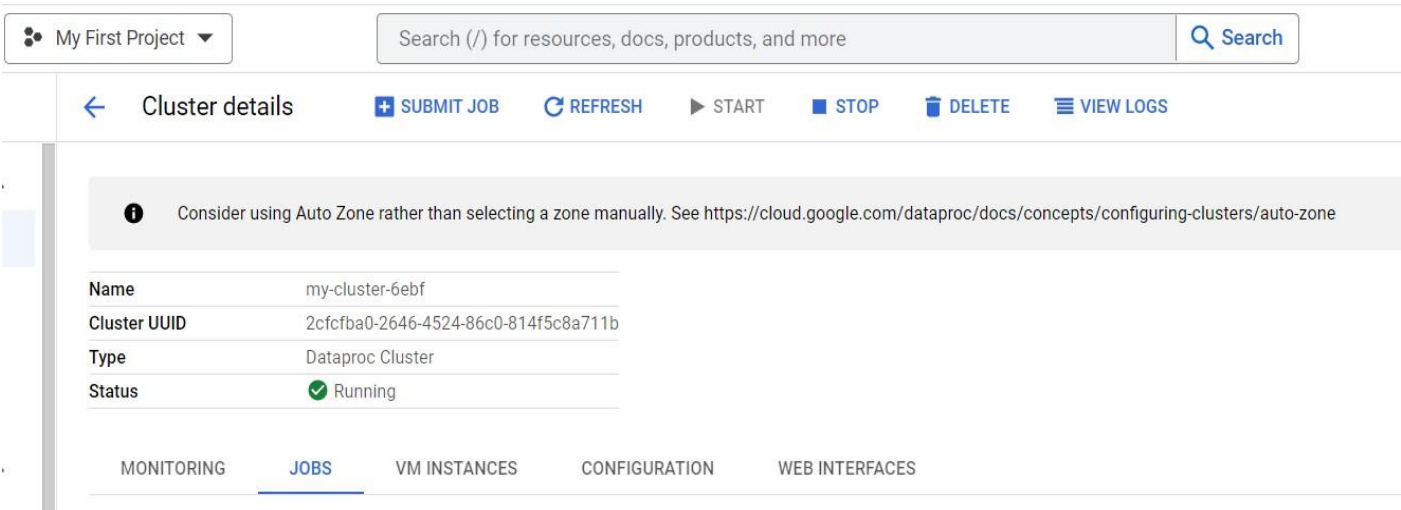 My First Project
Search (/) for resources, docs, products, and more
Search
Cluster details
SUBMIT JOB
REFRESH
START
STOP
DELETE
VIEW LOGS
Consider using Auto Zone rather than selecting a zone manually. See https://cloud.google.com/dataproc/docs/concepts/configuring-clusters/auto-zone
Name my-cluster-6ebf
Cluster UUID 2cfcfba0-2646-4524-86c0-814f5c8a711b
Type Dataproc Cluster
Status Running
MONITORING JOBS VM INSTANCES CONFIGURATION WEB INTERFACES